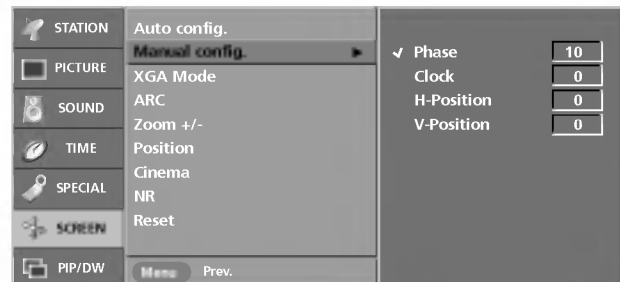 STATION
PICTURE
SOUND
TIME
SPECIAL
SCREEN
PIP/DW
Auto config.
Manual config.
XGA Mode
ARC
Zoom +/-
Position
Cinema
NR
Reset
Menu Prev.
✓ Phase 10
Clock 0
H-Position 0
V-Position 0